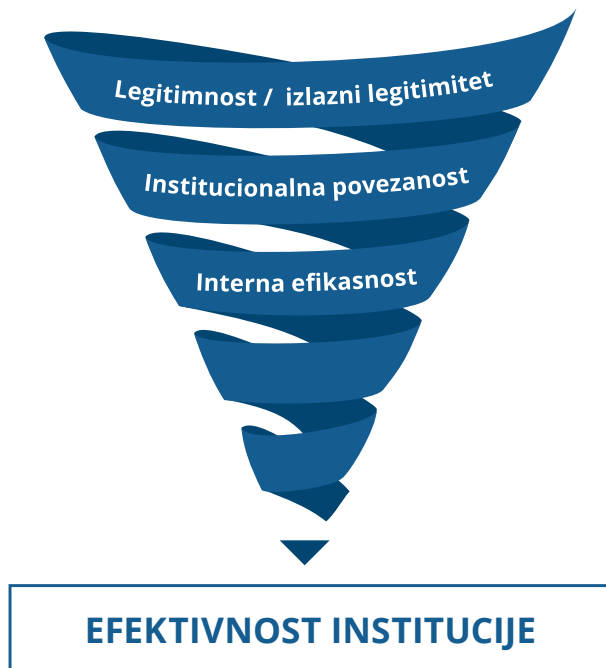 Legitimnost / izlazni legitimitet
Institucionalna povezanost
Interna efikasnost
EFEKTIVNOST INSTITUCIJE